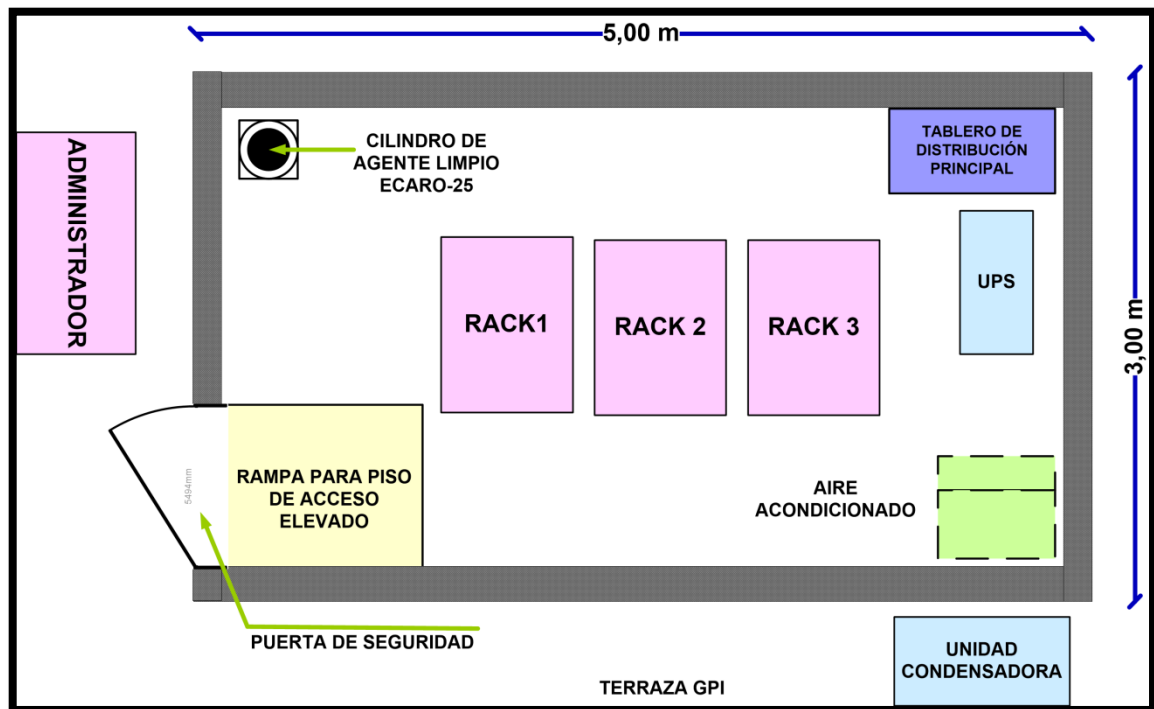 5,00 m
CILINDRO DE
AGENTE LIMPIO
ECARO-25
TABLERO DE
DISTRIBUCIÓN
PRINCIPAL
ADMINISTRADOR
UPS
RACK1
RACK 2
RACK 3
3,00 m
RAMPA PARA PISO
DE ACCESO
ELEVADO
5494mm
AIRE
ACONDICIONADO
PUERTA DE SEGURIDAD
UNIDAD
CONDENSADORA
TERRAZA GPI